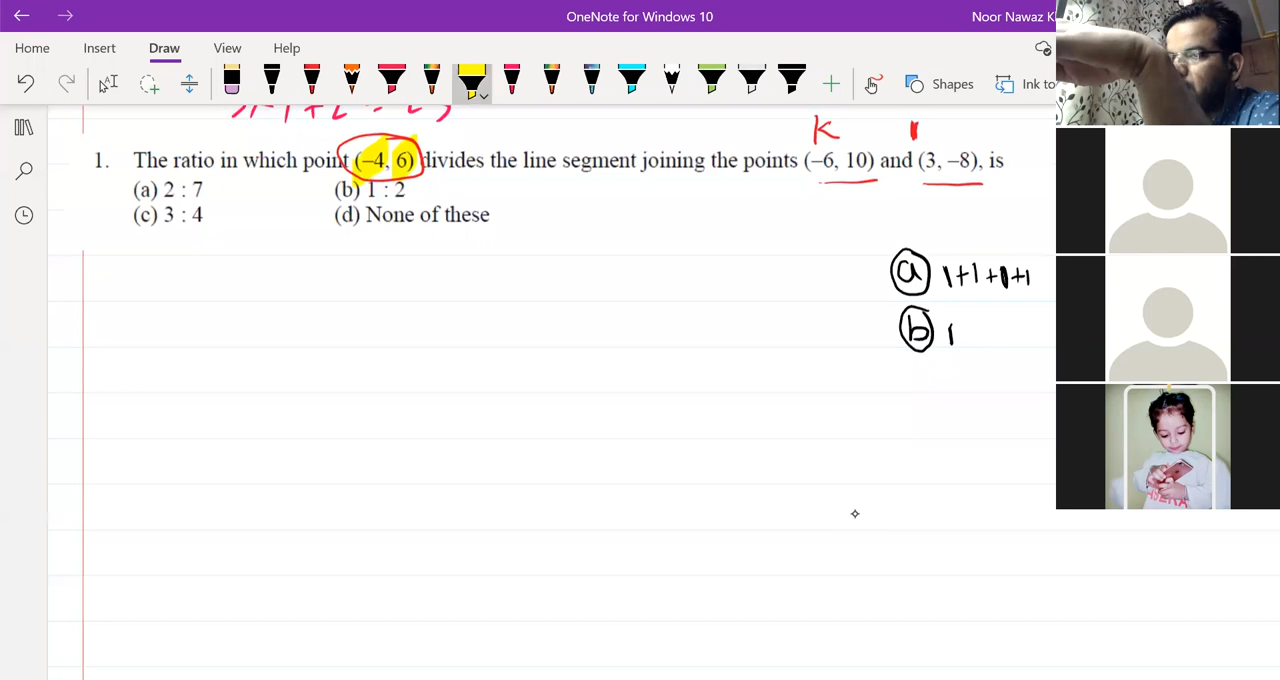 OneNote for Windows 10
Noor Nawaz K
Home Insert Draw View Help
Shapes Ink to
K 1
1. The ratio in which point (−4, 6) divides the line segment joining the points (−6, 10) and (3, −8), is
(a) 2 : 7 (b) 1 : 2
(c) 3 : 4 (d) None of these
a 1+1+1+1
b 1